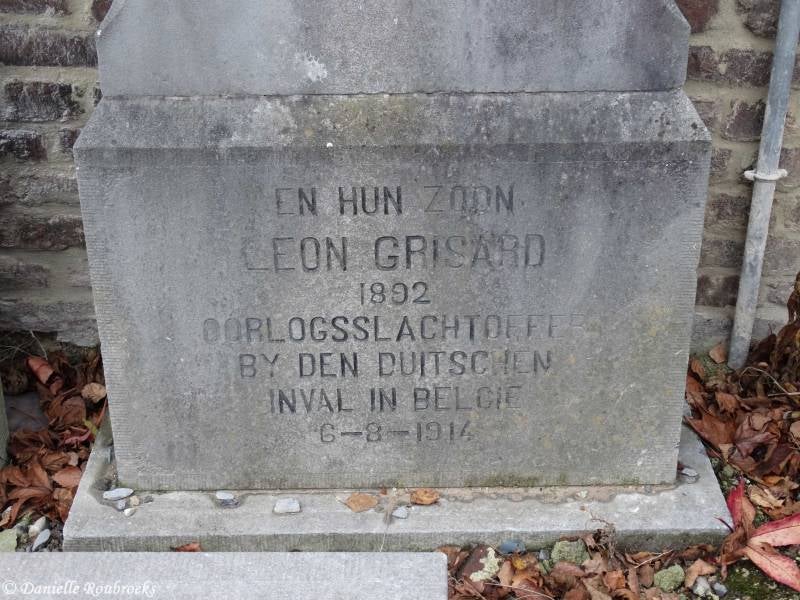 EN HUN ZOON
LEON GRISARD
1892
OORLOGSSLACHTOFFER
BY DEN DUITSCHEN
INVAL IN BELGIE
6-8-1914
© Danielle Roubroeks